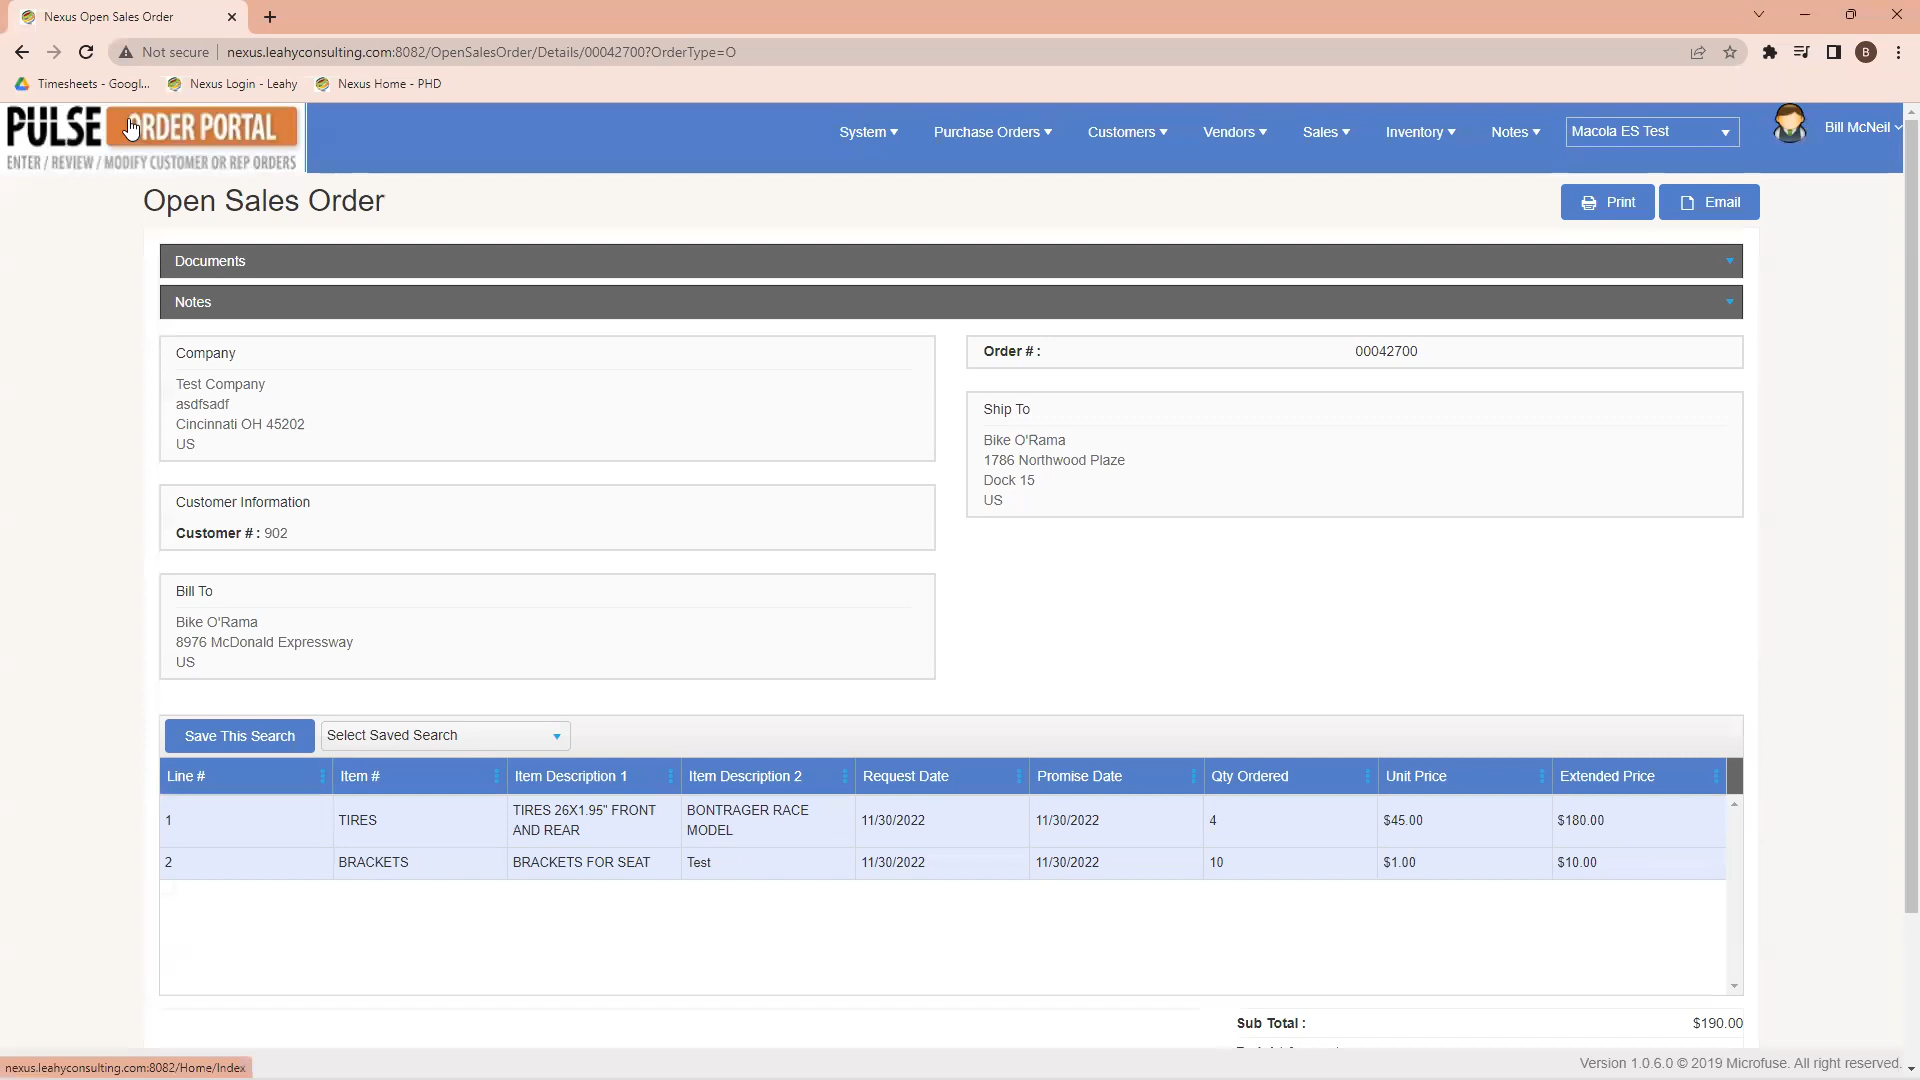 Nexus Open Sales Order
Not secure nexus.leahyconsulting.com:8082/OpenSalesOrder/Details/00042700?OrderType=O
B
Timesheets - Googl... Nexus Login - Leahy Nexus Home - PHD
PULSE ORDER PORTAL
ENTER / REVIEW / MODIFY CUSTOMER OR REP ORDERS
System Purchase Orders Customers Vendors Sales Inventory Notes Macola ES Test Bill McNeil
Open Sales Order
Print Email
Documents
Notes
Company
Test Company
asdfsadf
Cincinnati OH 45202
US
Order # : 00042700
Ship To
Bike O'Rama
1786 Northwood Plaze
Dock 15
US
Customer Information
Customer # : 902
Bill To
Bike O'Rama
8976 McDonald Expressway
US
Save This Search Select Saved Search
Line # Item # Item Description 1 Item Description 2 Request Date Promise Date Qty Ordered Unit Price Extended Price
1 TIRES TIRES 26X1.95" FRONT AND REAR BONTRAGER RACE MODEL 11/30/2022 11/30/2022 4 $45.00 $180.00
2 BRACKETS BRACKETS FOR SEAT Test 11/30/2022 11/30/2022 10 $1.00 $10.00
Sub Total : $190.00
nexus.leahyconsulting.com:8082/Home/Index
Version 1.0.6.0 © 2019 Microfuse. All right reserved.